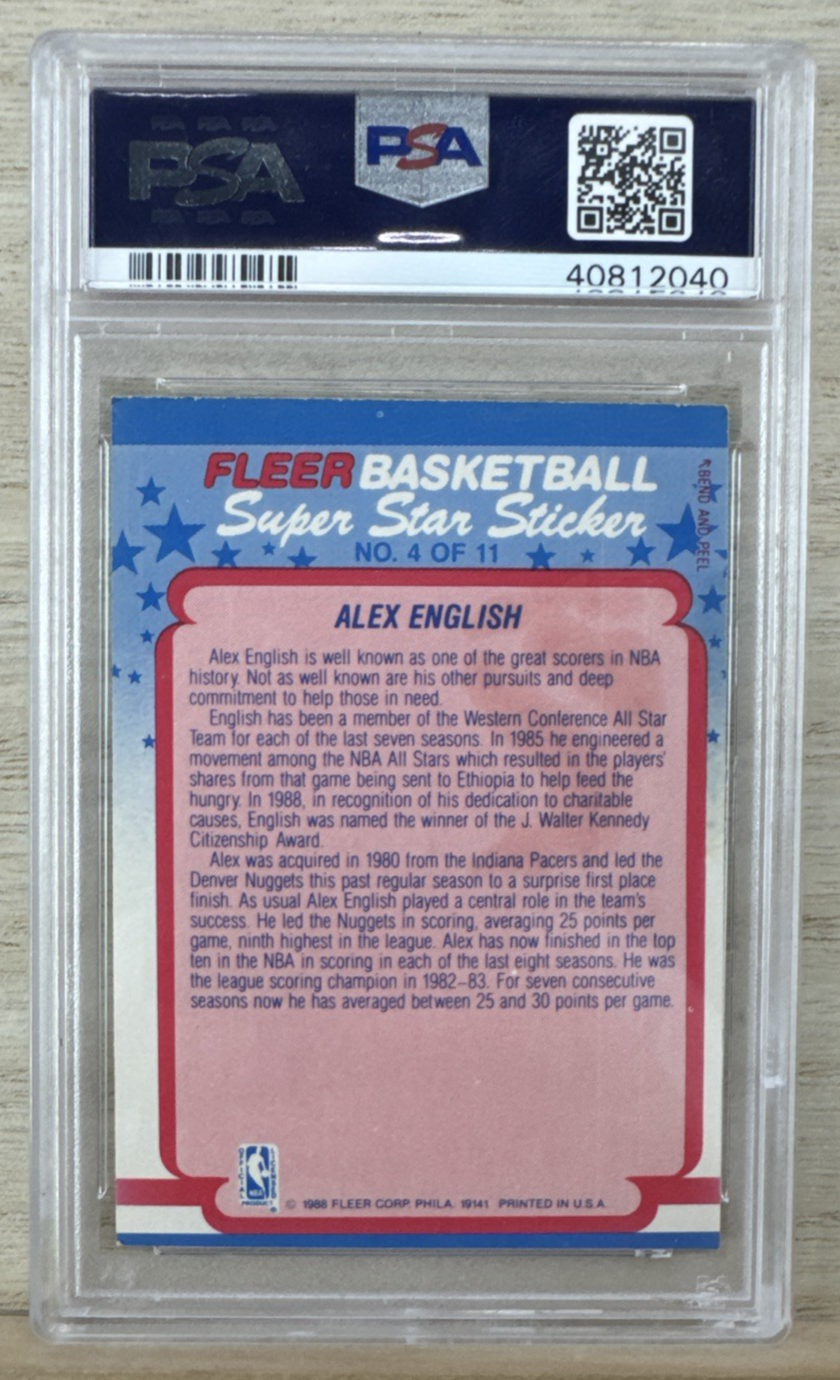 PSA PSA PSA
PSA
PSA PSA PSA
PSA
40812040
FLEER BASKETBALL
Super Star Sticker
NO. 4 OF 11
BEND AND PEEL
ALEX ENGLISH
Alex English is well known as one of the great scorers in NBA
history. Not as well known are his other pursuits and deep
commitment to help those in need.
English has been a member of the Western Conference All Star
Team for each of the last seven seasons. In 1985 he engineered a
movement among the NBA All Stars which resulted in the players'
shares from that game being sent to Ethiopia to help feed the
hungry. In 1988, in recognition of his dedication to charitable
causes, English was named the winner of the J. Walter Kennedy
Citizenship Award.
Alex was acquired in 1980 from the Indiana Pacers and led the
Denver Nuggets this past regular season to a surprise first place
finish. As usual Alex English played a central role in the team's
success. He led the Nuggets in scoring, averaging 25 points per
game, ninth highest in the league. Alex has now finished in the top
ten in the NBA in scoring in each of the last eight seasons. He was
the league scoring champion in 1982–83. For seven consecutive
seasons now he has averaged between 25 and 30 points per game.
OFFICIAL
LICENSED
NBA
PRODUCT
®
© 1988 FLEER CORP. PHILA. 19141 PRINTED IN U.S.A.